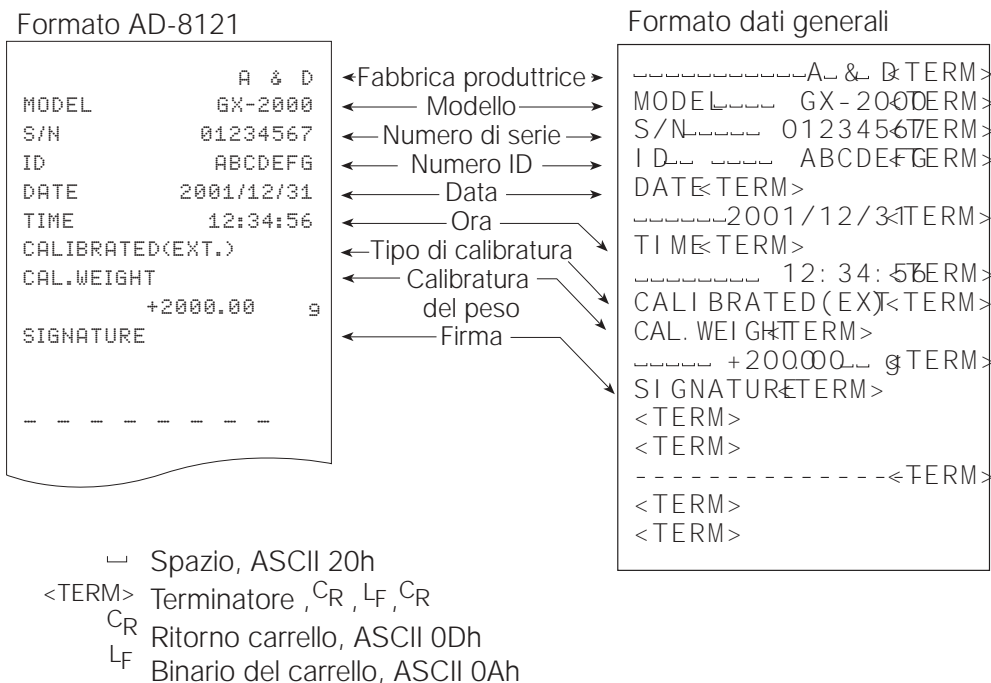 Formato AD-8121
A & D
MODEL GX-2000
S/N 01234567
ID ABCDEFG
DATE 2001/12/31
TIME 12:34:56
CALIBRATED(EXT.)
CAL.WEIGHT
+2000.00 g
SIGNATURE
_ _ _ _ _ _ _ _
Fabbrica produttrice
Modello
Numero di serie
Numero ID
Data
Ora
Tipo di calibratura
Calibratura
del peso
Firma
Formato dati generali
␣␣␣␣␣␣␣␣␣␣␣A␣&␣D<TERM>
MODEL␣␣␣␣ GX-2000<TERM>
S/N␣␣␣␣␣ 01234567<TERM>
ID␣␣ ␣␣␣␣ ABCDEFG<TERM>
DATE<TERM>
␣␣␣␣␣␣2001/12/31<TERM>
TIME<TERM>
␣␣␣␣␣␣␣␣ 12:34:56<TERM>
CALIBRATED(EXT<TERM>
CAL.WEIGHT<TERM>
␣␣␣␣␣ +2000.00␣␣ g<TERM>
SIGNATURE<TERM>
<TERM>
<TERM>
---------------<TERM>
<TERM>
<TERM>
␣ Spazio, ASCII 20h
<TERM> Terminatore ,CR ,LF ,CR
CR Ritorno carrello, ASCII 0Dh
LF Binario del carrello, ASCII 0Ah